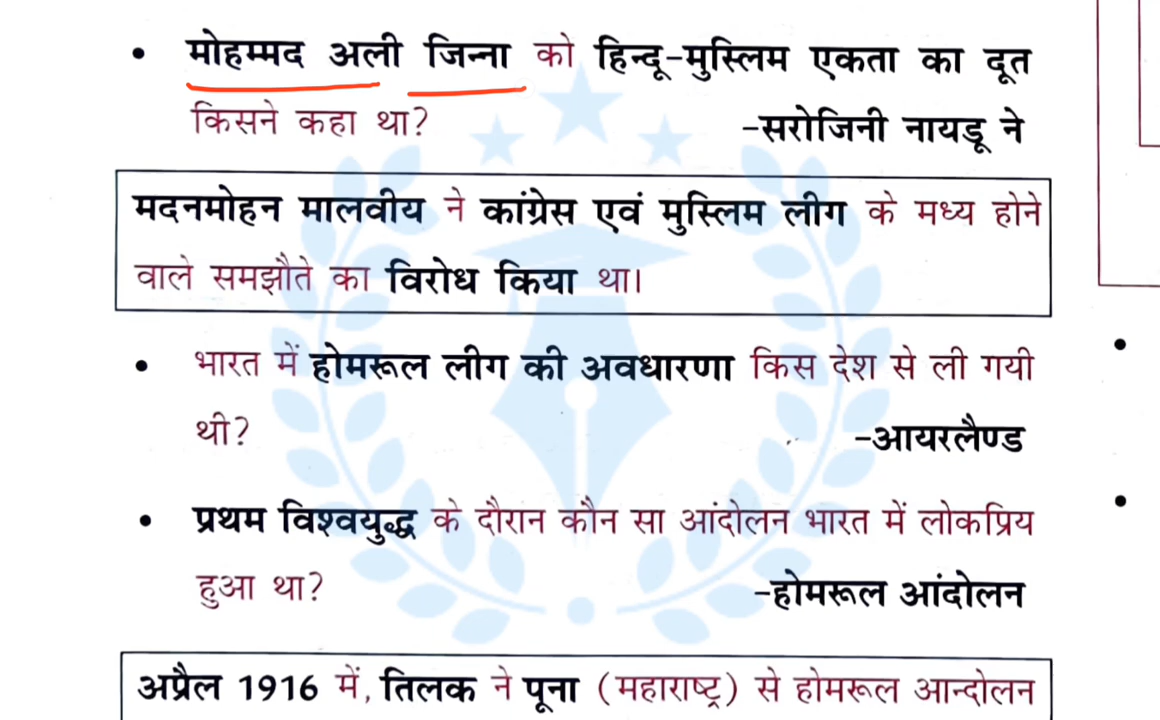 • मोहम्मद अली जिन्ना को हिन्दू-मुस्लिम एकता का दूत
किसने कहा था? -सरोजिनी नायडू ने
मदनमोहन मालवीय ने कांग्रेस एवं मुस्लिम लीग के मध्य होने
वाले समझौते का विरोध किया था।
• भारत में होमरूल लीग की अवधारणा किस देश से ली गयी
थी? -आयरलैण्ड
• प्रथम विश्वयुद्ध के दौरान कौन सा आंदोलन भारत में लोकप्रिय
हुआ था? -होमरूल आंदोलन
अप्रैल 1916 में, तिलक ने पूना (महाराष्ट्र) से होमरूल आन्दोलन